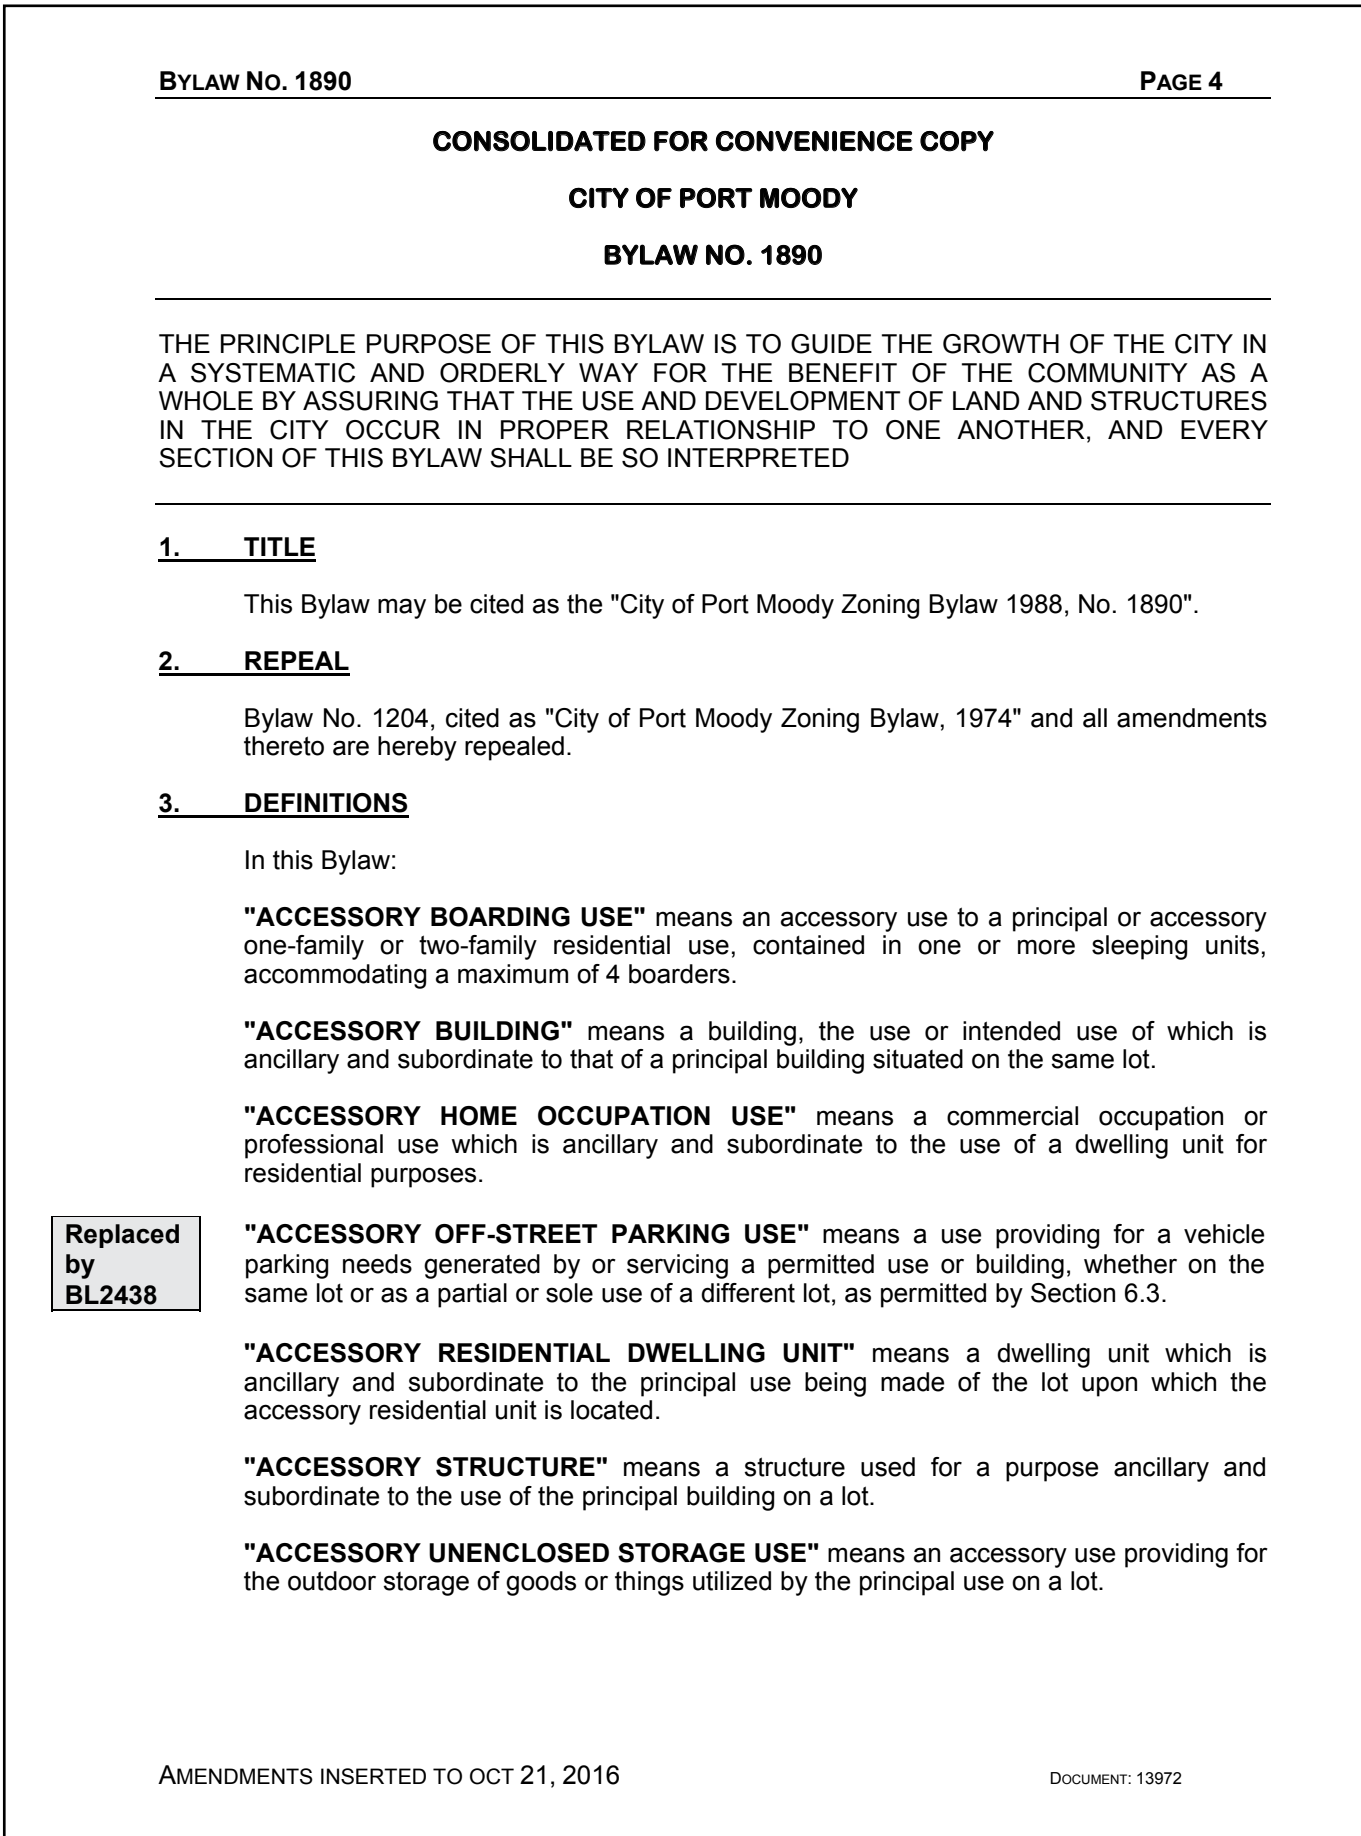 BYLAW NO. 1890 PAGE 4
CONSOLIDATED FOR CONVENIENCE COPY
CITY OF PORT MOODY
BYLAW NO. 1890
THE PRINCIPLE PURPOSE OF THIS BYLAW IS TO GUIDE THE GROWTH OF THE CITY IN
A SYSTEMATIC AND ORDERLY WAY FOR THE BENEFIT OF THE COMMUNITY AS A
WHOLE BY ASSURING THAT THE USE AND DEVELOPMENT OF LAND AND STRUCTURES
IN THE CITY OCCUR IN PROPER RELATIONSHIP TO ONE ANOTHER, AND EVERY
SECTION OF THIS BYLAW SHALL BE SO INTERPRETED
1. TITLE
This Bylaw may be cited as the "City of Port Moody Zoning Bylaw 1988, No. 1890".
2. REPEAL
Bylaw No. 1204, cited as "City of Port Moody Zoning Bylaw, 1974" and all amendments
thereto are hereby repealed.
3. DEFINITIONS
In this Bylaw:
"ACCESSORY BOARDING USE" means an accessory use to a principal or accessory
one-family or two-family residential use, contained in one or more sleeping units,
accommodating a maximum of 4 boarders.
"ACCESSORY BUILDING" means a building, the use or intended use of which is
ancillary and subordinate to that of a principal building situated on the same lot.
"ACCESSORY HOME OCCUPATION USE" means a commercial occupation or
professional use which is ancillary and subordinate to the use of a dwelling unit for
residential purposes.
Replaced
by
BL2438
"ACCESSORY OFF-STREET PARKING USE" means a use providing for a vehicle
parking needs generated by or servicing a permitted use or building, whether on the
same lot or as a partial or sole use of a different lot, as permitted by Section 6.3.
"ACCESSORY RESIDENTIAL DWELLING UNIT" means a dwelling unit which is
ancillary and subordinate to the principal use being made of the lot upon which the
accessory residential unit is located.
"ACCESSORY STRUCTURE" means a structure used for a purpose ancillary and
subordinate to the use of the principal building on a lot.
"ACCESSORY UNENCLOSED STORAGE USE" means an accessory use providing for
the outdoor storage of goods or things utilized by the principal use on a lot.
AMENDMENTS INSERTED TO OCT 21, 2016 DOCUMENT: 13972